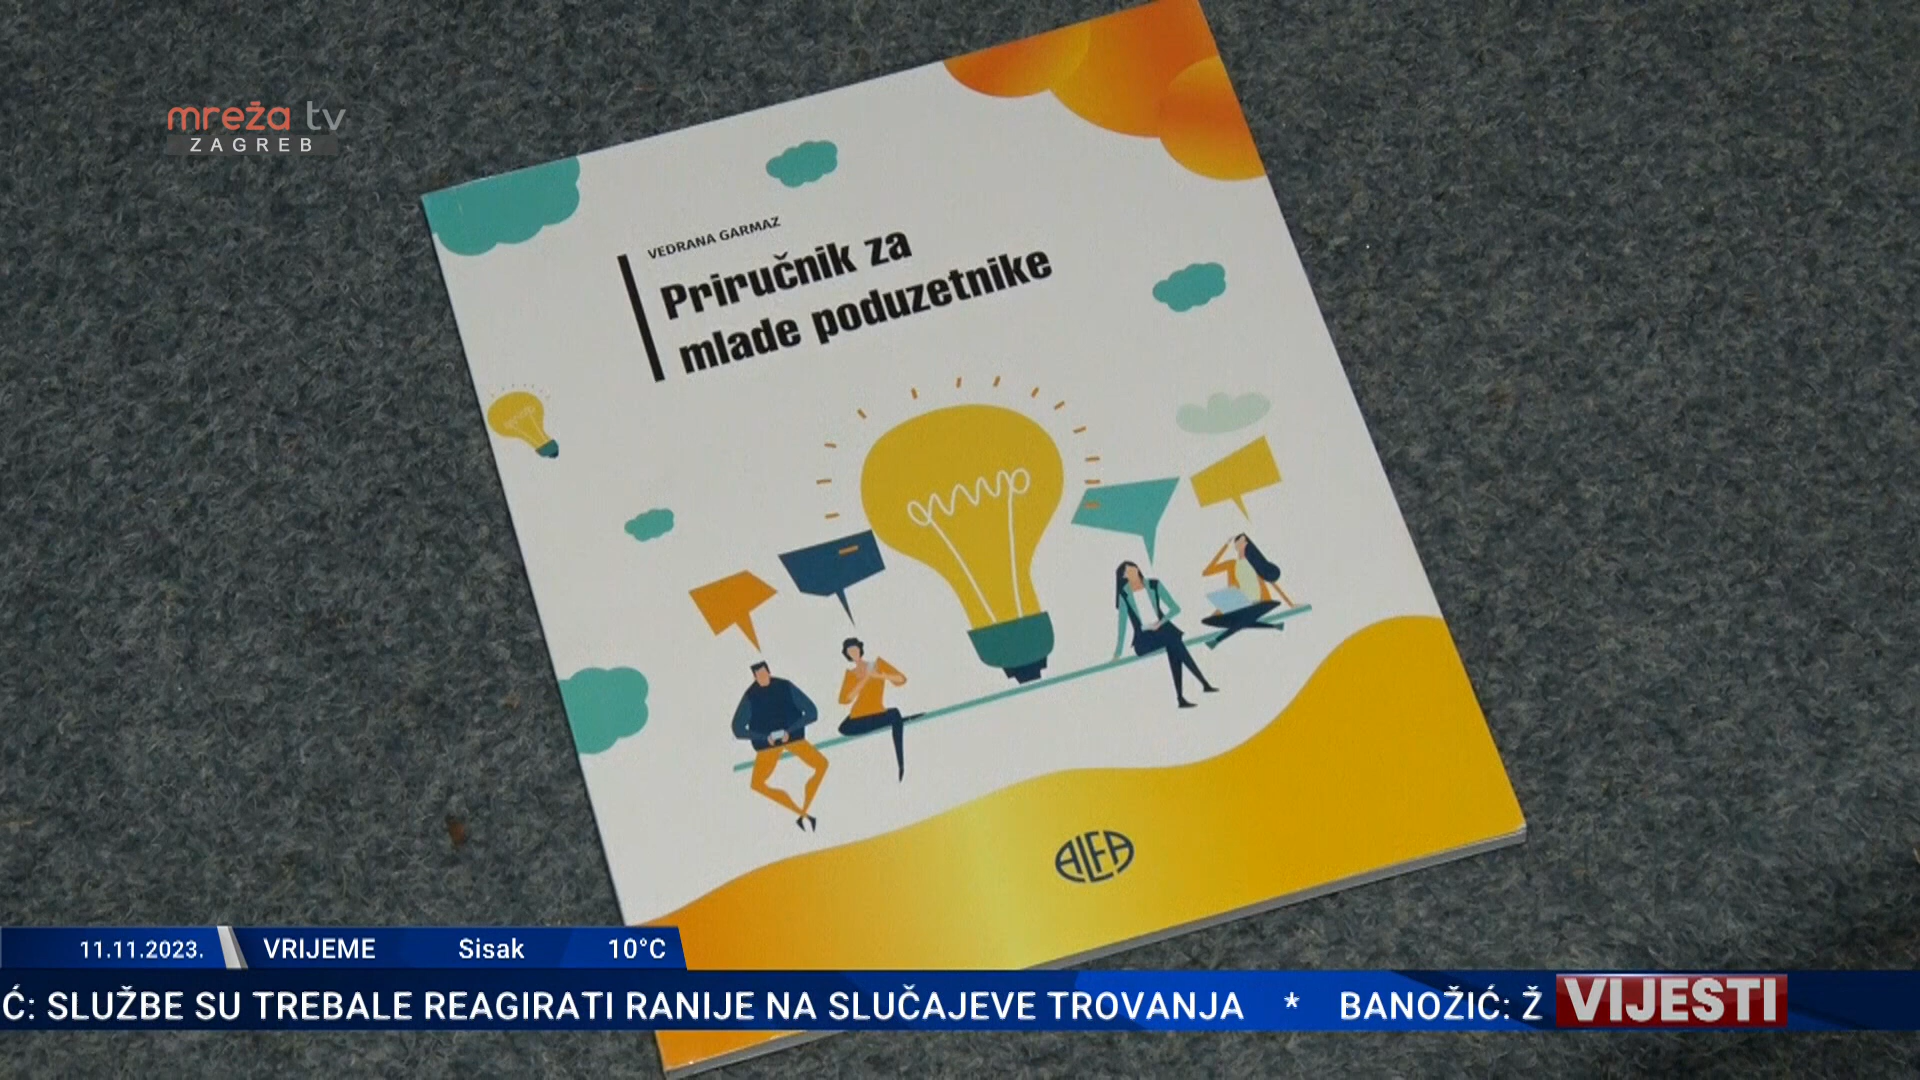 mreža tv
ZAGREB
VEDRANA GARMAZ
Priručnik za
mlade poduzetnike
ALFA
11.11.2023. VRIJEME Sisak 10°C
Ć: SLUŽBE SU TREBALE REAGIRATI RANIJE NA SLUČAJEVE TROVANJA * BANOŽIĆ: Ž
VIJESTI